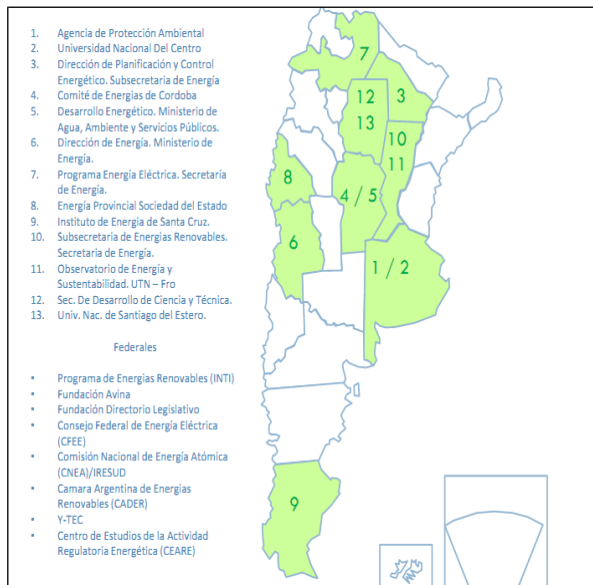 1. Agencia de Protección Ambiental
2. Universidad Nacional Del Centro
3. Dirección de Planificación y Control
Energético. Subsecretaria de Energía
4. Comité de Energias de Cordoba
5. Desarrollo Energético. Ministerio de
Agua, Ambiente y Servicios Públicos.
6. Dirección de Energía. Ministerio de
Energía.
7. Programa Energía Eléctrica. Secretaría
de Energía.
8. Energía Provincial Sociedad del Estado
9. Instituto de Energia de Santa Cruz.
10. Subsecretaria de Energias Renovables.
Secretaria de Energía.
11. Observatorio de Energía y
Sustentabilidad. UTN – Fro
12. Sec. De Desarrollo de Ciencia y Técnica.
13. Univ. Nac. de Santiago del Estero.
Federales
• Programa de Energias Renovables (INTI)
• Fundación Avina
• Fundación Directorio Legislativo
• Consejo Federal de Energía Eléctrica
(CFEE)
• Comisión Nacional de Energía Atómica
(CNEA)/IRESUD
• Camara Argentina de Energias
Renovables (CADER)
• Y-TEC
• Centro de Estudios de la Actividad
Regulatoria Energética (CEARE)
7
12
13
3
10
11
8
4 / 5
6
1 / 2
9